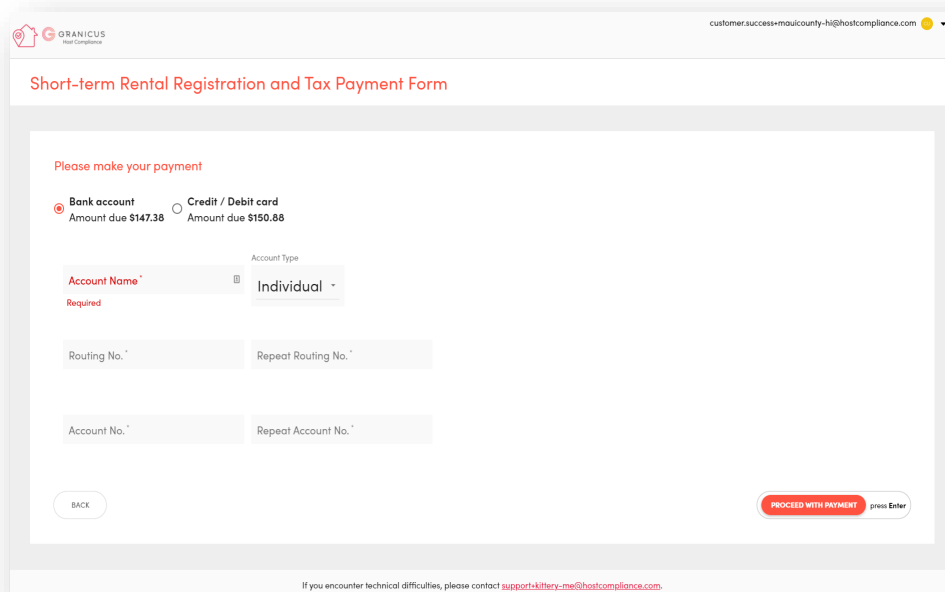 customer.success+mauicounty-hi@hostcompliance.com
GRANICUS
Host Compliance
Short-term Rental Registration and Tax Payment Form
Please make your payment
Bank account
Amount due $147.38
Credit / Debit card
Amount due $150.88
Account Type
Account Name *
Individual
Required
Routing No. *
Repeat Routing No. *
Account No. *
Repeat Account No. *
BACK
PROCEED WITH PAYMENT press Enter
If you encounter technical difficulties, please contact support+kittery-me@hostcompliance.com.